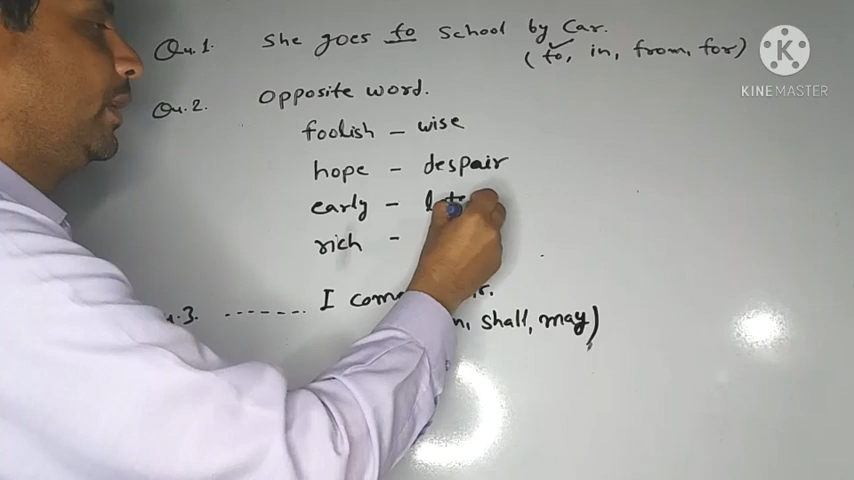 Qu.1. She goes to School by Car.
(to, in, from, for)
K
KINEMASTER
Qu.2. Opposite word.
foolish – wise
hope – despair
early –
rich –
.3. ------. I come
shall, may)